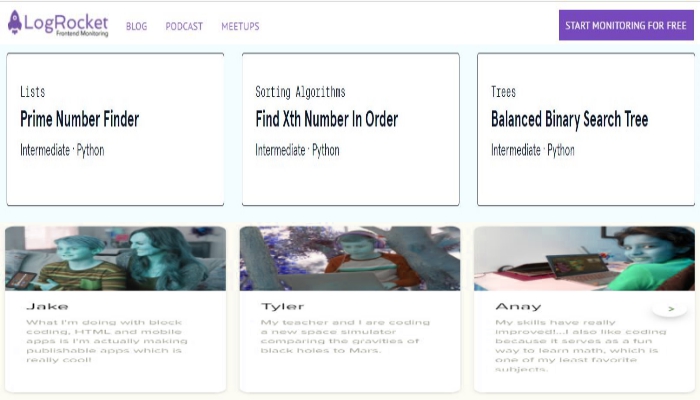 LogRocket
Frontend Monitoring
BLOG PODCAST MEETUPS
START MONITORING FOR FREE
Lists
Prime Number Finder
Intermediate · Python
Sorting Algorithms
Find Xth Number In Order
Intermediate · Python
Trees
Balanced Binary Search Tree
Intermediate · Python
Jake
What I'm doing with block
coding, HTML and mobile
apps is I'm actually making
publishable apps which is
really cool!
Tyler
My teacher and I are coding
a new space simulator
comparing the gravities of
black holes to Mars.
Anay
My skills have really
improved!...I also like coding
because it serves as a fun
way to learn math, which is
one of my least favorite
subjects.
>